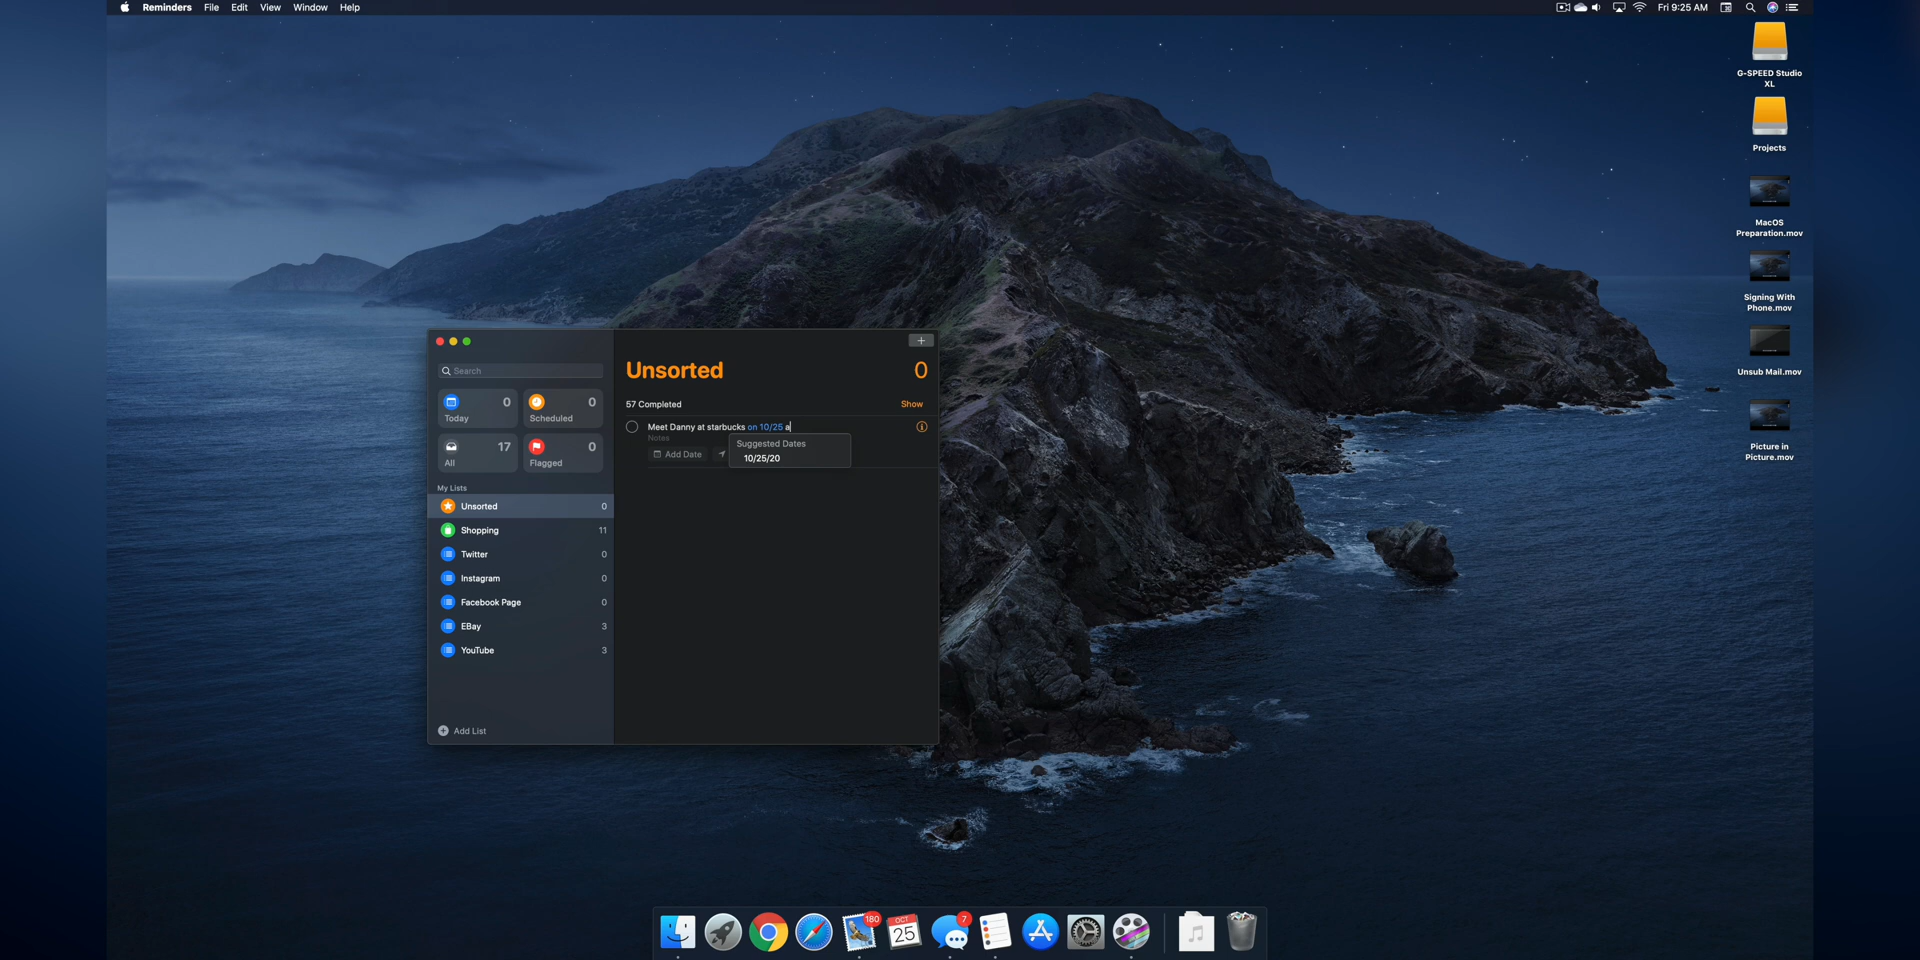 Reminders File Edit View Window Help
Fri 9:25 AM
G-SPEED Studio
XL
Projects
MacOS
Preparation.mov
Signing With
Phone.mov
Unsub Mail.mov
Picture in
Picture.mov
Search
Today 0
Scheduled 0
All 17
Flagged 0
My Lists
Unsorted 0
Shopping 11
Twitter 0
Instagram 0
Facebook Page 0
EBay 3
YouTube 3
Add List
Unsorted 0
57 Completed Show
Meet Danny at starbucks on 10/25 a
Notes
Add Date
Suggested Dates
10/25/20
180
OCT
25
7